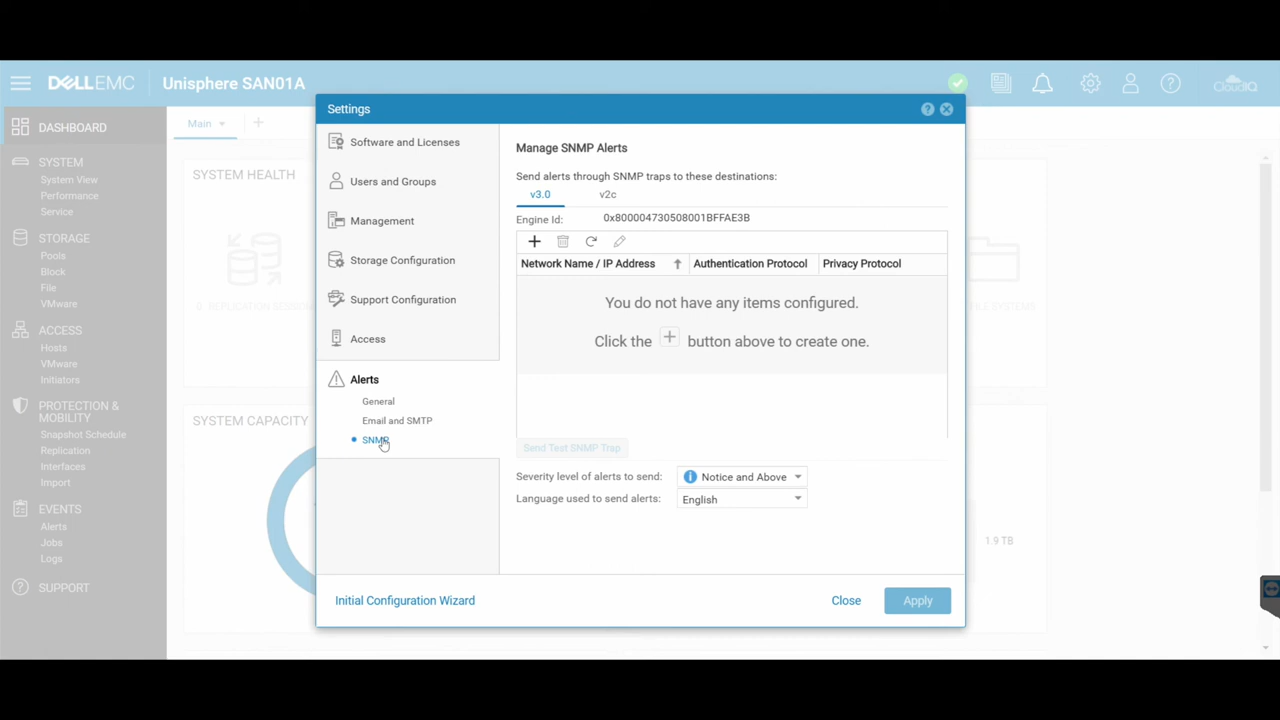 DELLEMC
Unisphere SAN01A
CloudIQ
DASHBOARD
SYSTEM
System View
Performance
Service
STORAGE
Pools
Block
File
VMware
ACCESS
Hosts
VMware
Initiators
PROTECTION &
MOBILITY
Snapshot Schedule
Replication
Interfaces
Import
EVENTS
Alerts
Jobs
Logs
SUPPORT
Main
SYSTEM HEALTH
SYSTEM CAPACITY
1.9 TB
Settings
Software and Licenses
Users and Groups
Management
Storage Configuration
Support Configuration
Access
Alerts
General
Email and SMTP
SNMP
Manage SNMP Alerts
Send alerts through SNMP traps to these destinations:
v3.0 v2c
Engine Id: 0x800004730508001BFFAE3B
Network Name / IP Address Authentication Protocol Privacy Protocol
You do not have any items configured.
Click the + button above to create one.
Send Test SNMP Trap
Severity level of alerts to send: Notice and Above
Language used to send alerts: English
Initial Configuration Wizard
Close
Apply